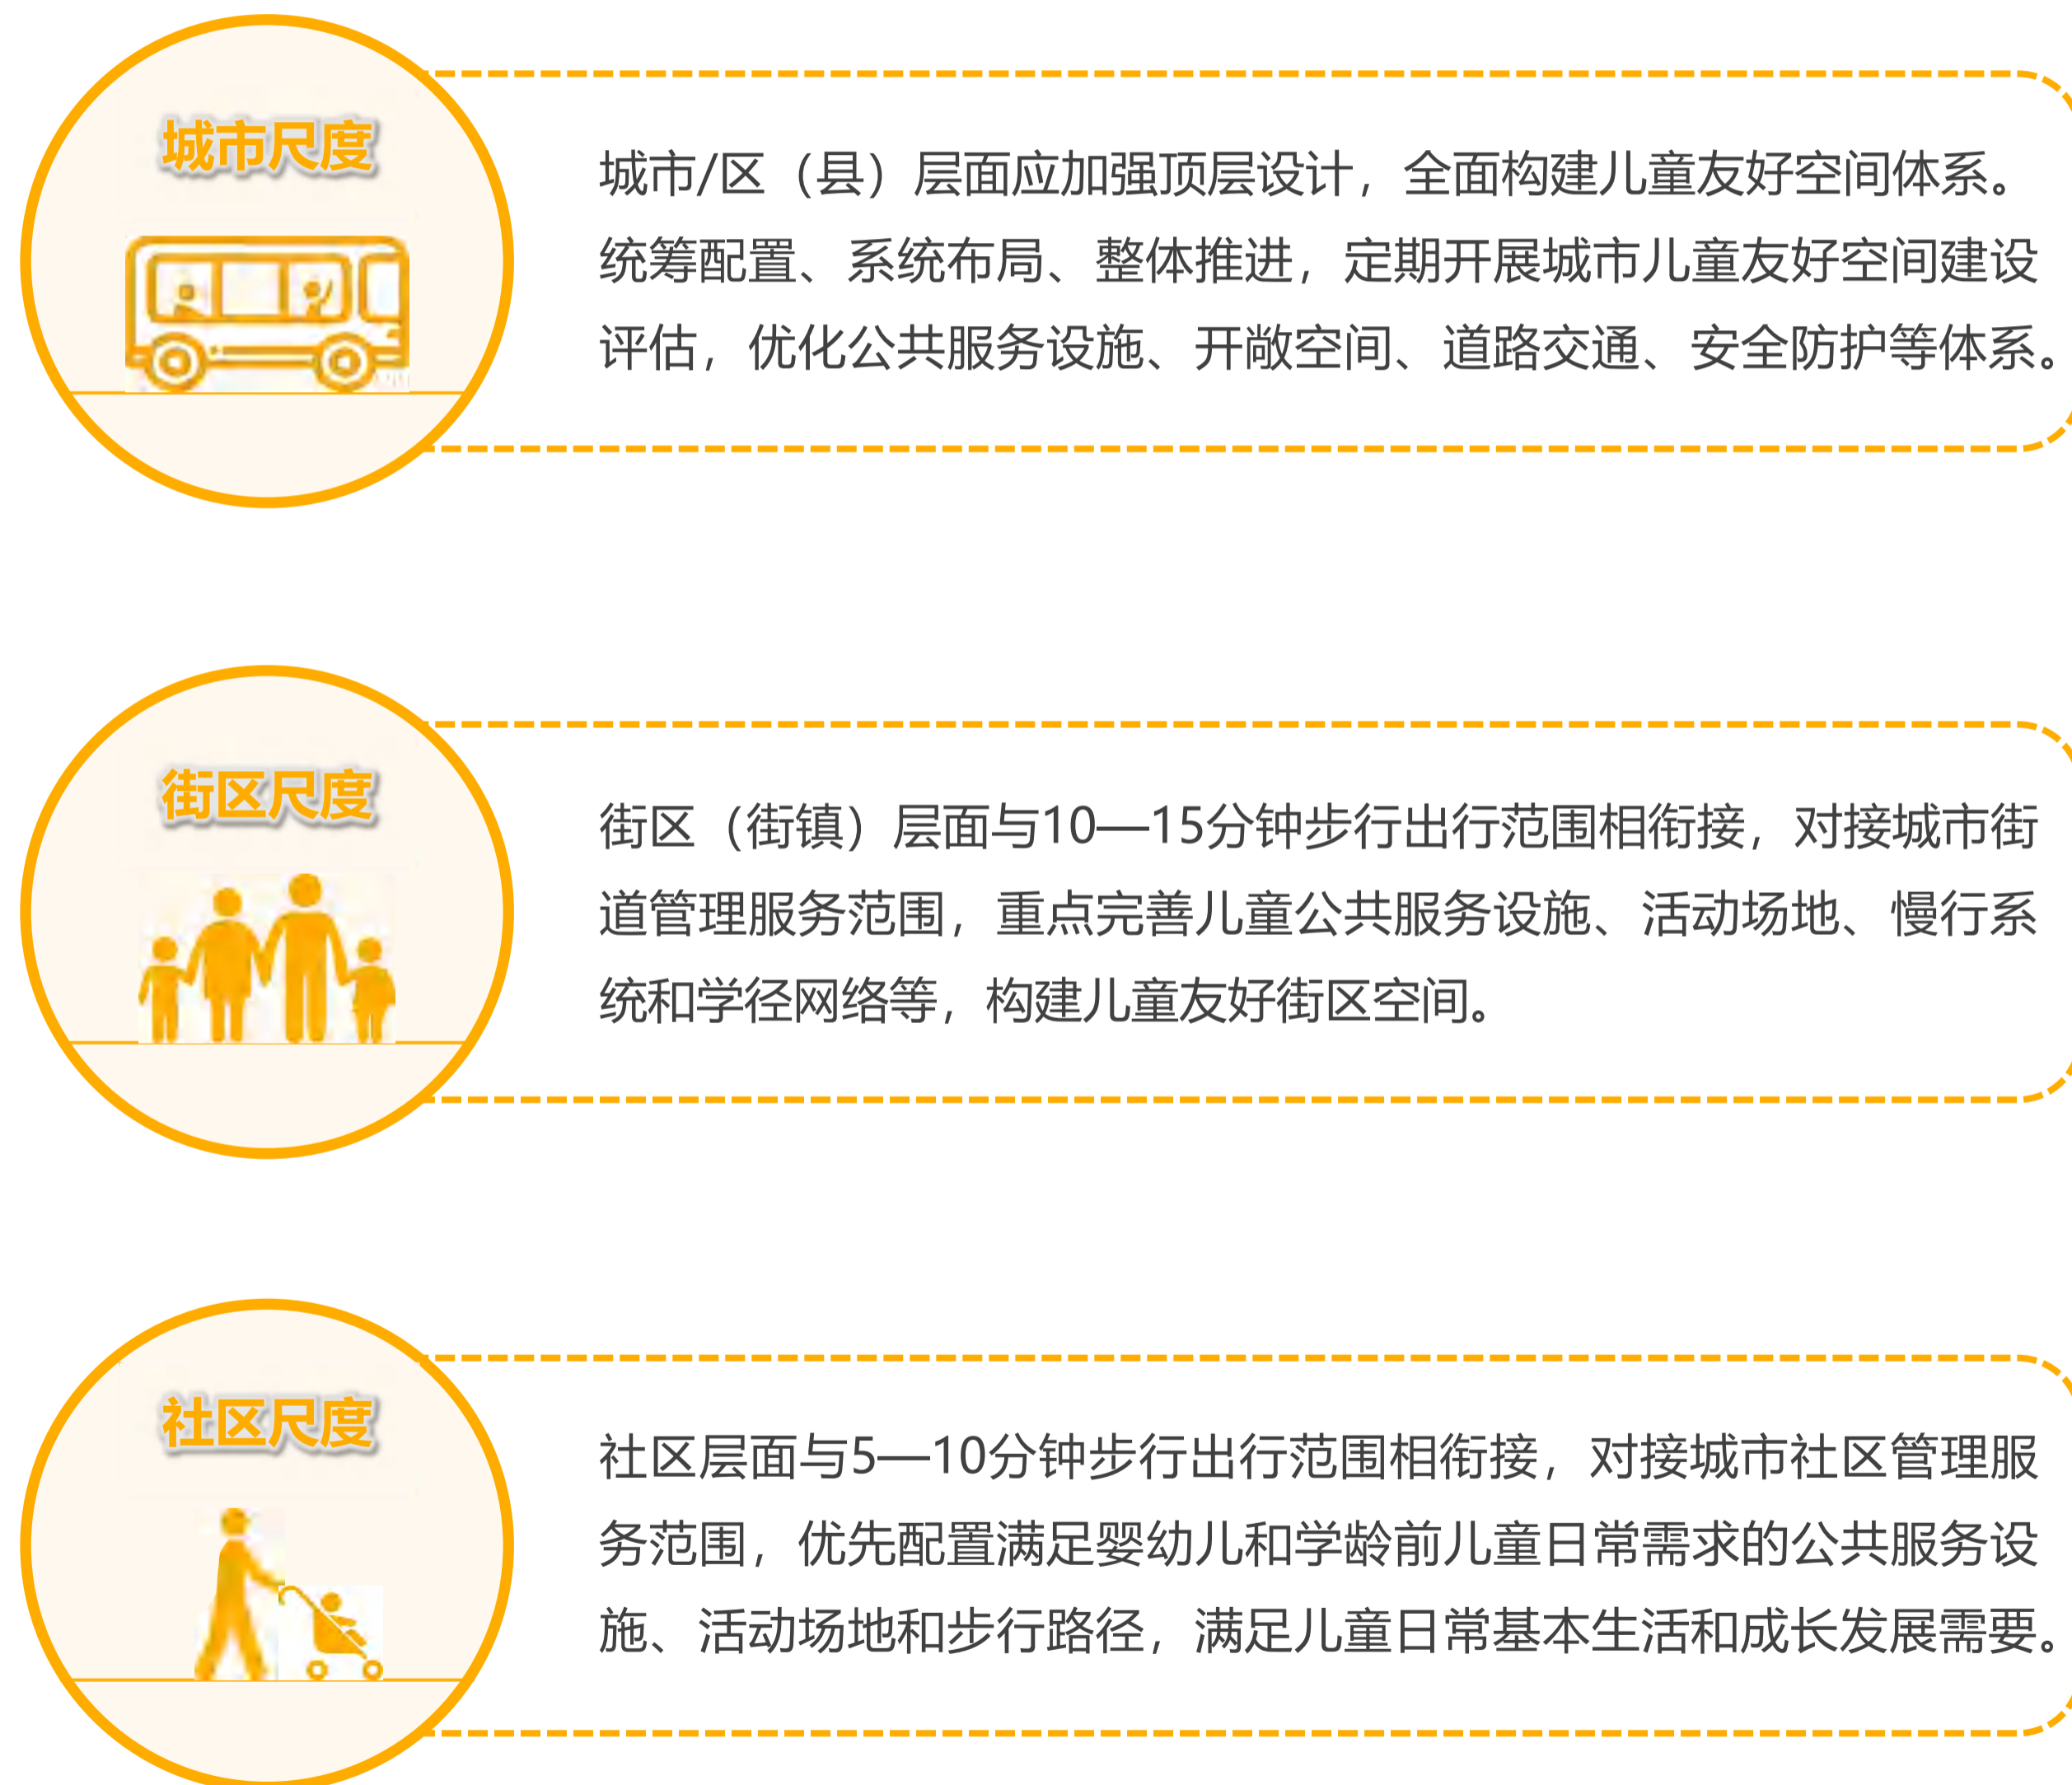 城市尺度
城市/区（县）层面应加强顶层设计，全面构建儿童友好空间体系。
统筹配置、系统布局、整体推进，定期开展城市儿童友好空间建设
评估，优化公共服务设施、开敞空间、道路交通、安全防护等体系。
街区尺度
街区（街镇）层面与10—15分钟步行出行范围相衔接，对接城市街
道管理服务范围，重点完善儿童公共服务设施、活动场地、慢行系
统和学径网络等，构建儿童友好街区空间。
社区尺度
社区层面与5—10分钟步行出行范围相衔接，对接城市社区管理服
务范围，优先配置满足婴幼儿和学龄前儿童日常需求的公共服务设
施、活动场地和步行路径，满足儿童日常基本生活和成长发展需要。